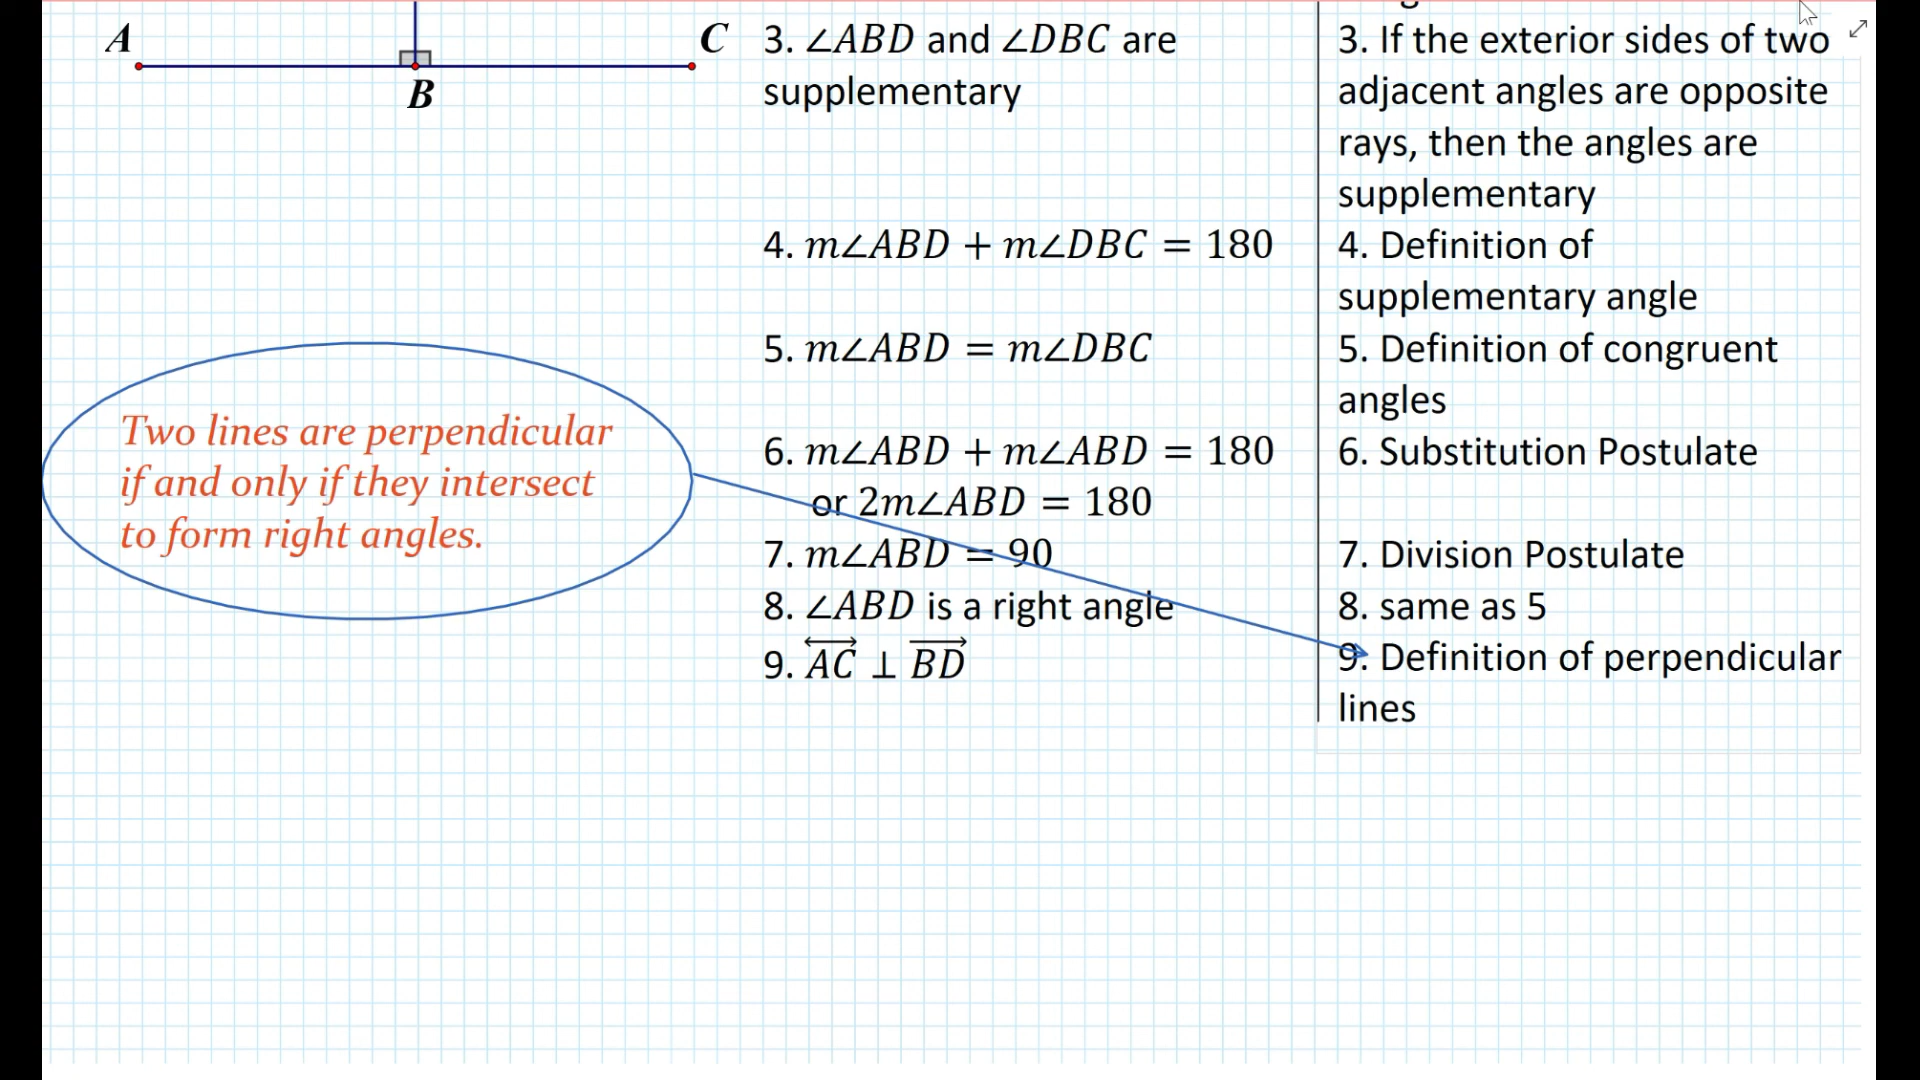 A
C
B
3. ∠ABD and ∠DBC are
supplementary
4. m∠ABD + m∠DBC = 180
5. m∠ABD = m∠DBC
6. m∠ABD + m∠ABD = 180
or 2m∠ABD = 180
7. m∠ABD = 90
8. ∠ABD is a right angle
9. AC ⊥ BD
3. If the exterior sides of two
adjacent angles are opposite
rays, then the angles are
supplementary
4. Definition of
supplementary angle
5. Definition of congruent
angles
6. Substitution Postulate
7. Division Postulate
8. same as 5
9. Definition of perpendicular
lines
Two lines are perpendicular
if and only if they intersect
to form right angles.